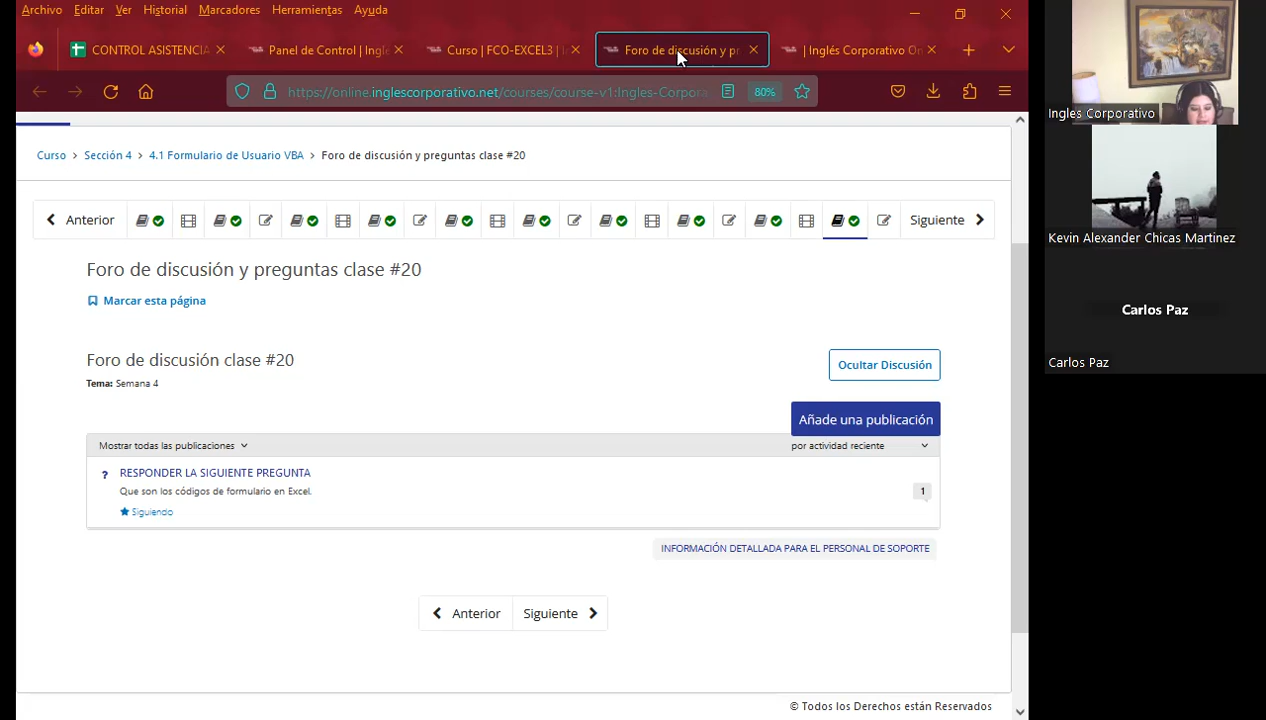 Archivo Editar Ver Historial Marcadores Herramientas Ayuda
CONTROL ASISTENCIA
Panel de Control | Ingl
Curso | FCO-EXCEL3 | I
Foro de discusión y pr
| Inglés Corporativo On
https://online.inglescorporativo.net/courses/course-v1:Ingles-Corpora
80%
Curso > Sección 4 > 4.1 Formulario de Usuario VBA > Foro de discusión y preguntas clase #20
Anterior
Siguiente
Foro de discusión y preguntas clase #20
Marcar esta página
Foro de discusión clase #20
Ocultar Discusión
Tema: Semana 4
Añade una publicación
Mostrar todas las publicaciones
por actividad reciente
? RESPONDER LA SIGUIENTE PREGUNTA
Que son los códigos de formulario en Excel.
1
Siguiendo
INFORMACIÓN DETALLADA PARA EL PERSONAL DE SOPORTE
Anterior
Siguiente
© Todos los Derechos están Reservados
Ingles Corporativo
Kevin Alexander Chicas Martinez
Carlos Paz
Carlos Paz